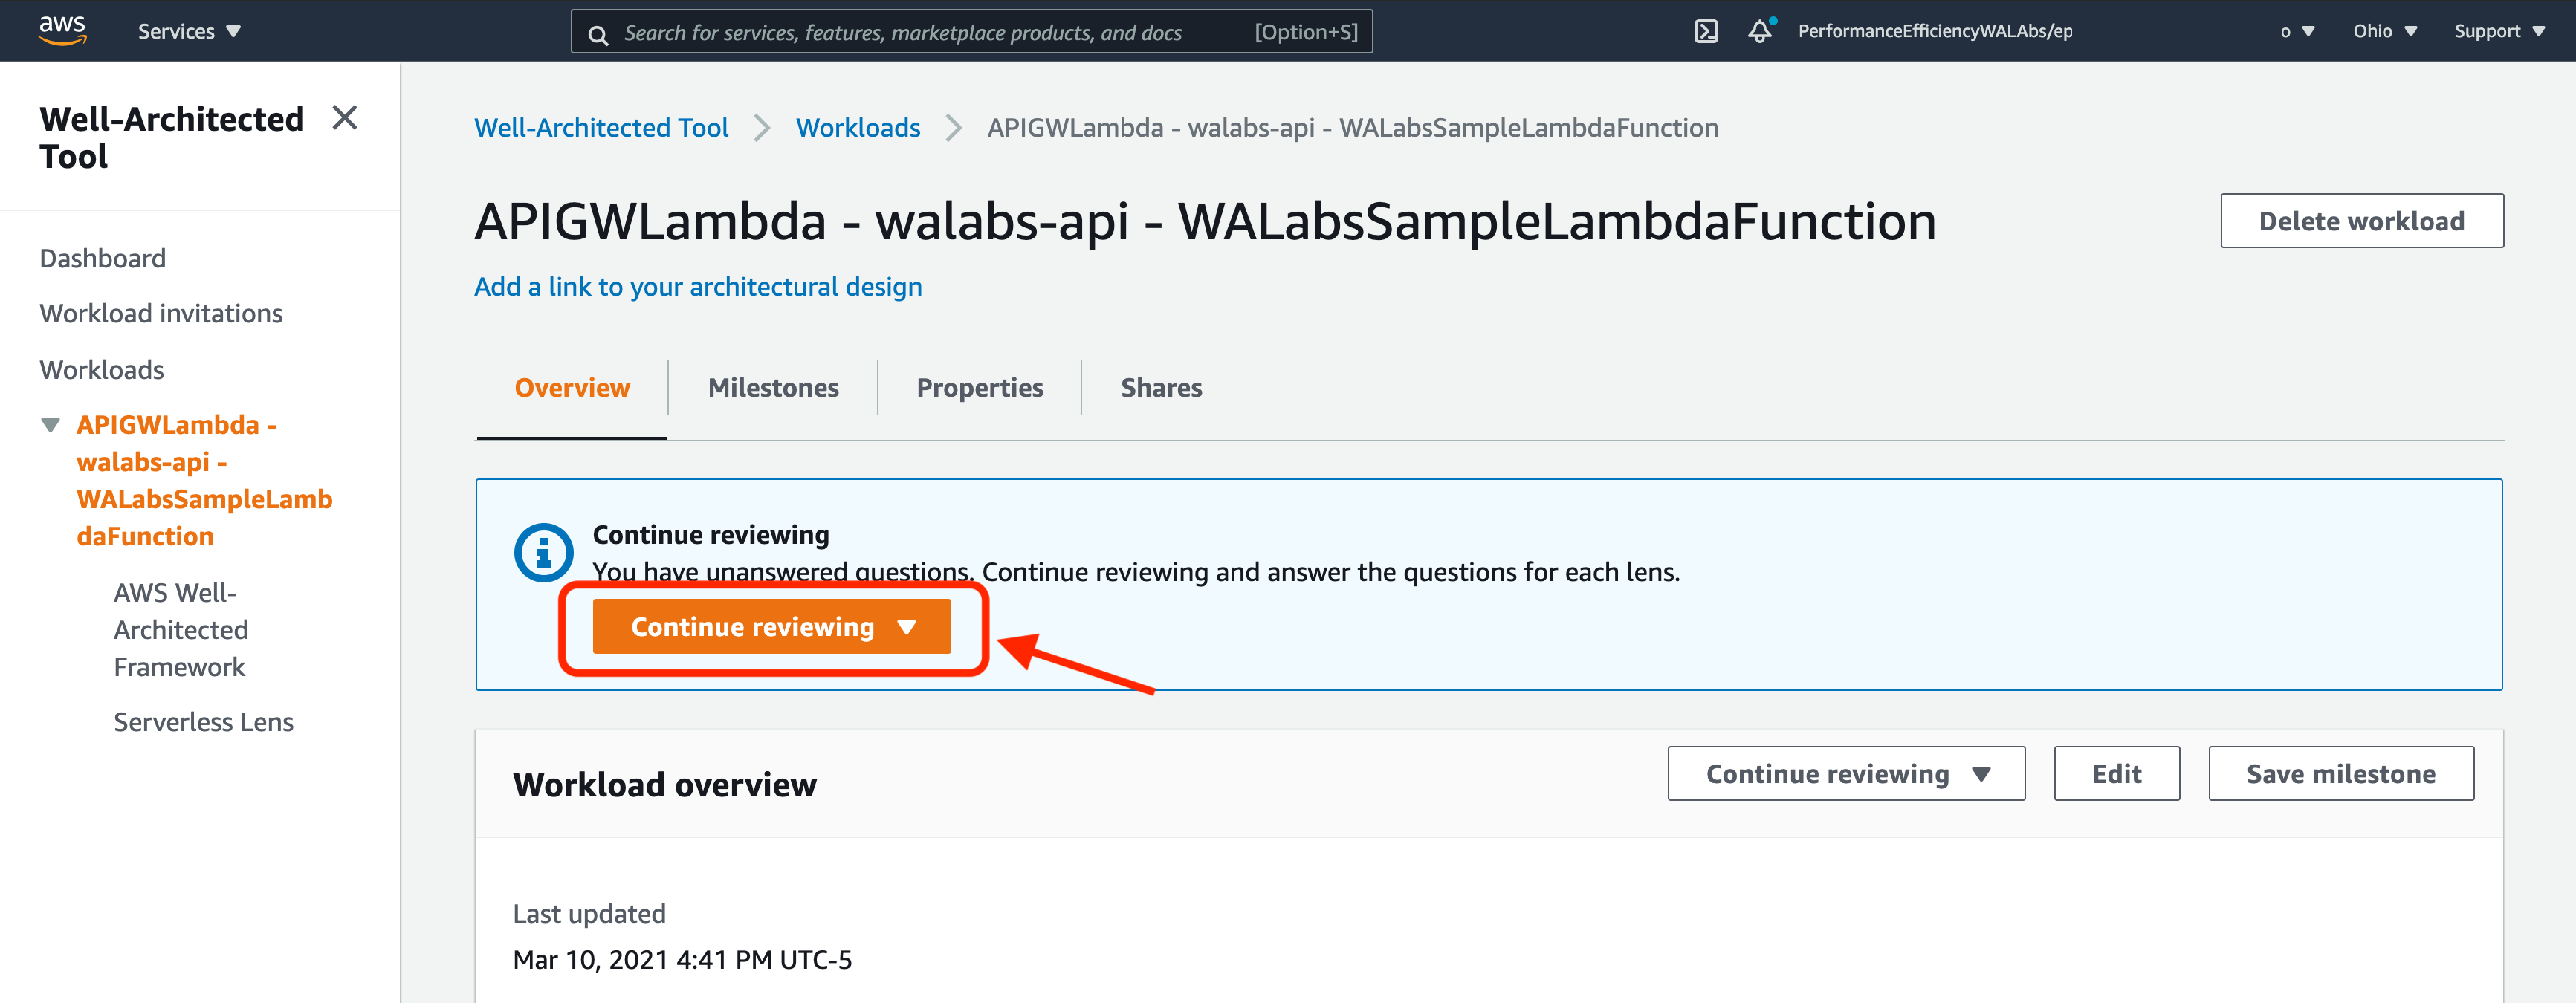 aws
Services
Search for services, features, marketplace products, and docs
[Option+S]
PerformanceEfficiencyWALAbs/ep
o
Ohio
Support
Well-Architected
Tool
Dashboard
Workload invitations
Workloads
APIGWLambda -
walabs-api -
WALabsSampleLamb
daFunction
AWS Well-
Architected
Framework
Serverless Lens
Well-Architected Tool
Workloads
APIGWLambda - walabs-api - WALabsSampleLambdaFunction
APIGWLambda - walabs-api - WALabsSampleLambdaFunction
Delete workload
Add a link to your architectural design
Overview
Milestones
Properties
Shares
Continue reviewing
You have unanswered questions. Continue reviewing and answer the questions for each lens.
Continue reviewing
Workload overview
Continue reviewing
Edit
Save milestone
Last updated
Mar 10, 2021 4:41 PM UTC-5